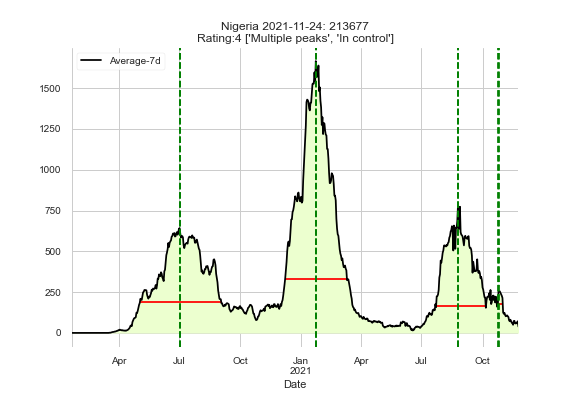 Nigeria 2021-11-24: 213677
Rating:4 ['Multiple peaks', 'In control']
Average-7d
1500
1250
1000
750
500
250
0
Apr Jul Oct Jan Apr Jul Oct
2021
Date